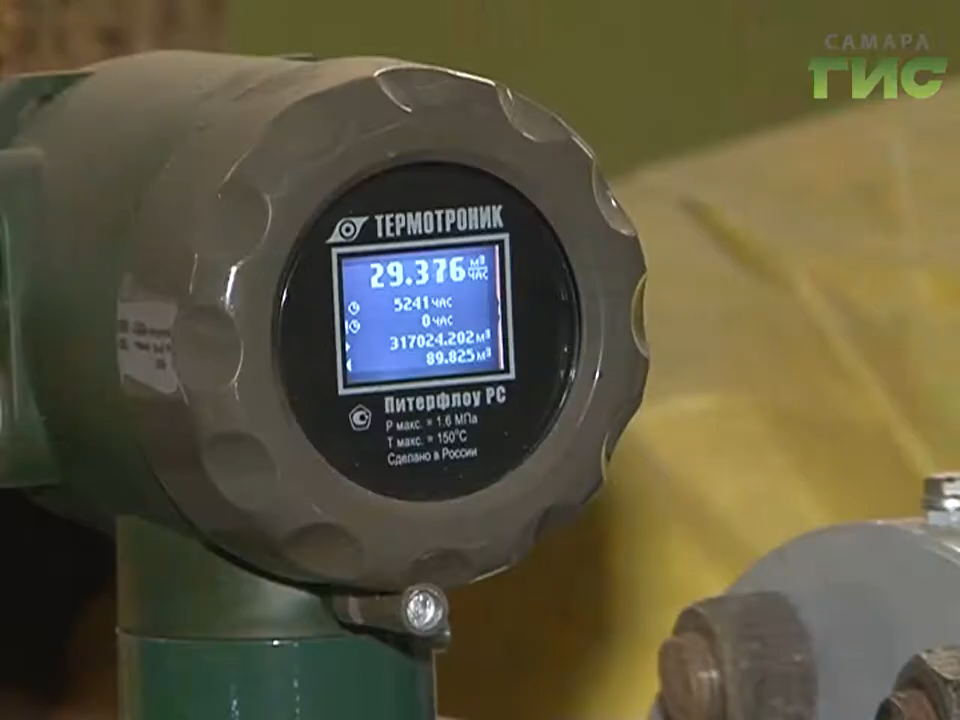 САМАРА
ГИС
ТЕРМОТРОНИК
29.376 м³/час
5241 час
0 час
317024.202 м³
89.825 м³
Питерфлоу РС
Р макс. = 1.6 МПа
Т макс. = 150°С
Сделано в России